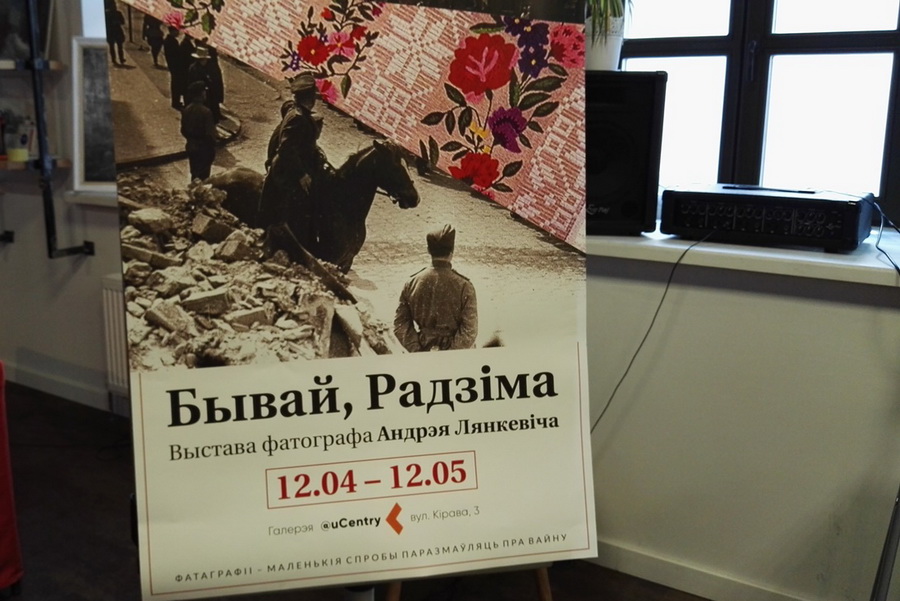 Бывай, Радзіма
Выстава фатографа Андрэя Лянкевіча
12.04 – 12.05
Галерэя @uCentry вул. Кірава, 3
ФАТАГРАФІІ – МАЛЕНЬКІЯ СПРОБЫ ПАРАЗМАЎЛЯЦЬ ПРА ВАЙНУ